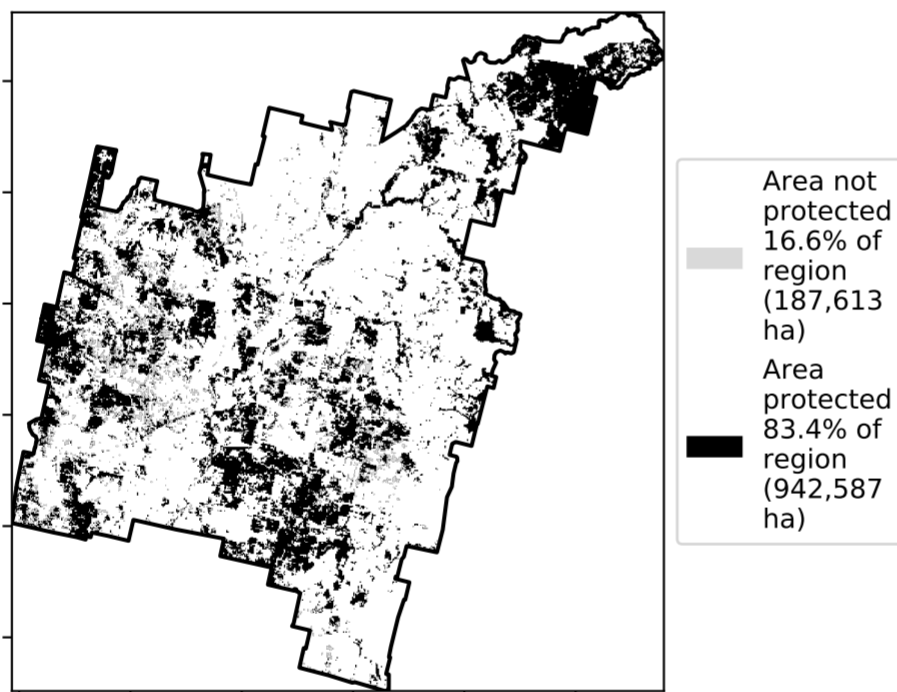 Area not
protected
16.6% of
region
(187,613
ha)
Area
protected
83.4% of
region
(942,587
ha)